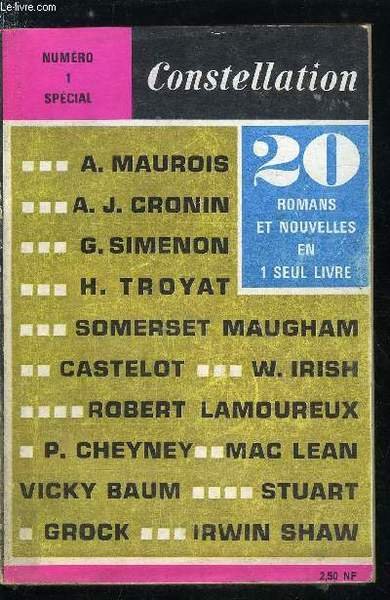 Le-livre.com
NUMÉRO
1
SPÉCIAL
Constellation
20
ROMANS
ET NOUVELLES
EN
1 SEUL LIVRE
A. MAUROIS
A. J. CRONIN
G. SIMENON
H. TROYAT
SOMERSET MAUGHAM
CASTELOT W. IRISH
ROBERT LAMOUREUX
P. CHEYNEY MAC LEAN
VICKY BAUM STUART
GROCK IRWIN SHAW
2,50 NF